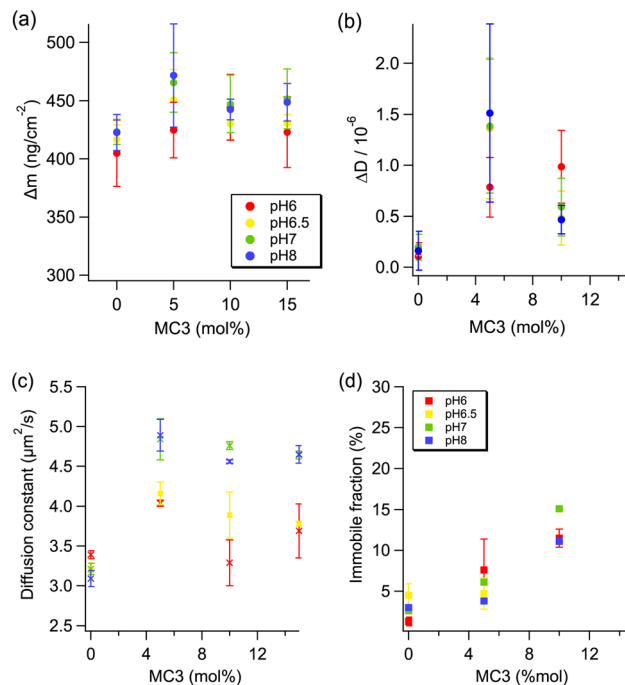 (a)
500
450
400
350
300
Δm (ng/cm⁻²)
0
5
10
15
MC3 (mol%)
pH6
pH6.5
pH7
pH8
(b)
2.0
1.5
1.0
0.5
0.0
ΔD / 10⁻⁶
0
4
8
12
MC3 (mol%)
(c)
5.5
5.0
4.5
4.0
3.5
3.0
2.5
Diffusion constant (μm²/s)
0
4
8
12
MC3 (mol%)
(d)
30
25
20
15
10
5
Immobile fraction (%)
pH6
pH6.5
pH7
pH8
0
4
8
12
MC3 (%mol)